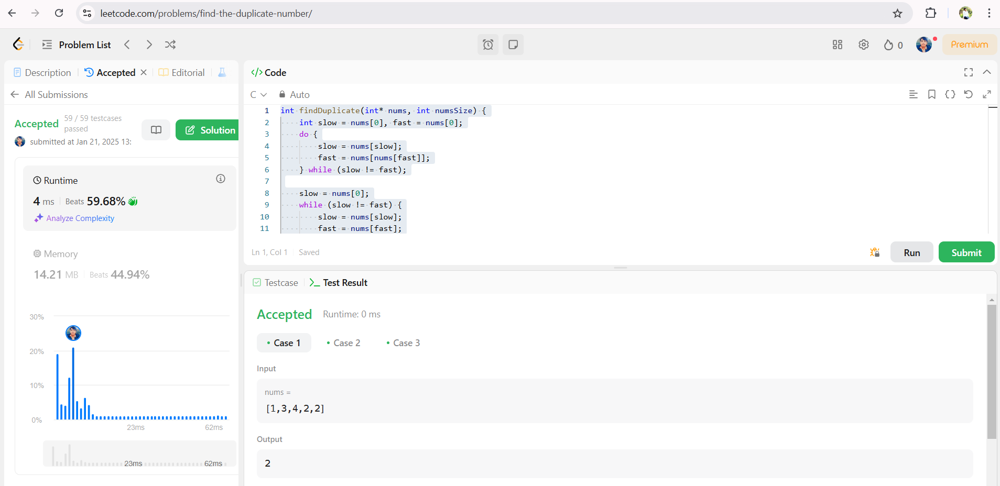 leetcode.com/problems/find-the-duplicate-number/
Problem List
0
Premium
Description
Accepted
Editorial
All Submissions
Accepted
59 / 59 testcases
passed
submitted at Jan 21, 2025 13:
Solution
Runtime
4 ms
Beats 59.68%
Analyze Complexity
Memory
14.21 MB
Beats 44.94%
30%
20%
10%
0%
23ms
62ms
23ms
62ms
</> Code
C
Auto
1 int findDuplicate(int* nums, int numsSize) {
2     int slow = nums[0], fast = nums[0];
3     do {
4         slow = nums[slow];
5         fast = nums[nums[fast]];
6     } while (slow != fast);
7
8     slow = nums[0];
9     while (slow != fast) {
10         slow = nums[slow];
11         fast = nums[fast];
Ln 1, Col 1
Saved
Run
Submit
Testcase
>_ Test Result
Accepted
Runtime: 0 ms
• Case 1
• Case 2
• Case 3
Input
nums =
[1,3,4,2,2]
Output
2